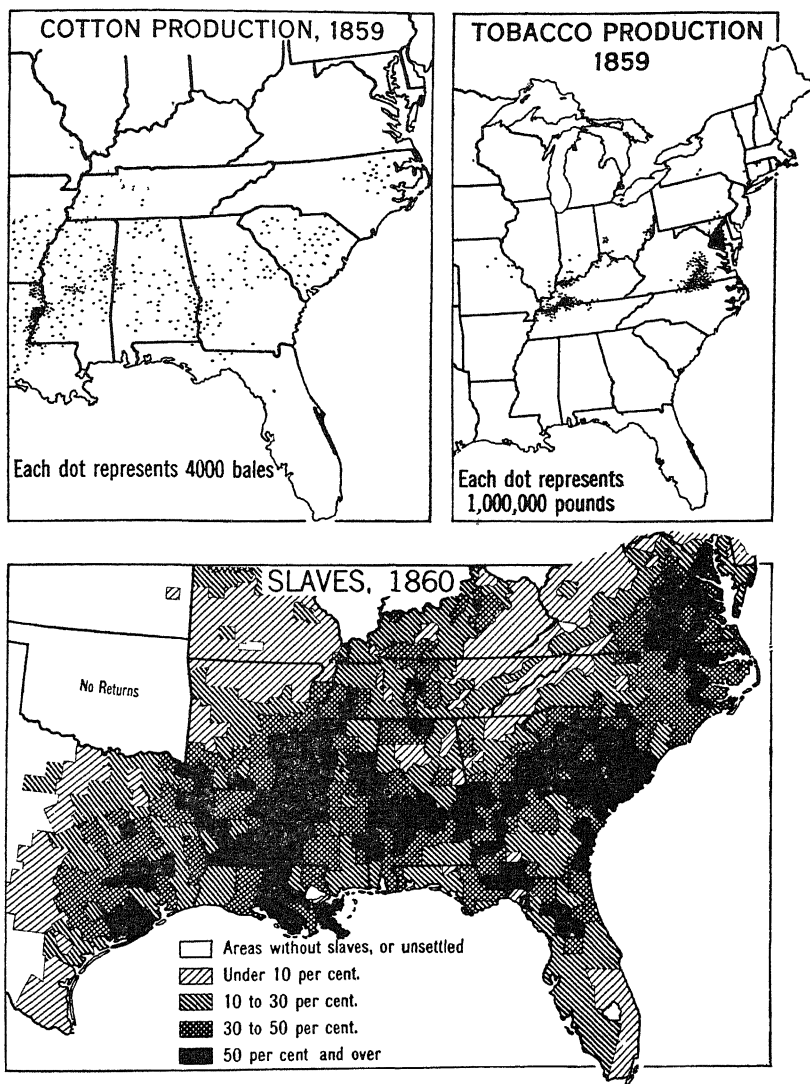 COTTON PRODUCTION, 1859
Each dot represents 4000 bales
TOBACCO PRODUCTION
1859
Each dot represents
1,000,000 pounds
SLAVES, 1860
No Returns
Areas without slaves, or unsettled
Under 10 per cent.
10 to 30 per cent.
30 to 50 per cent.
50 per cent and over